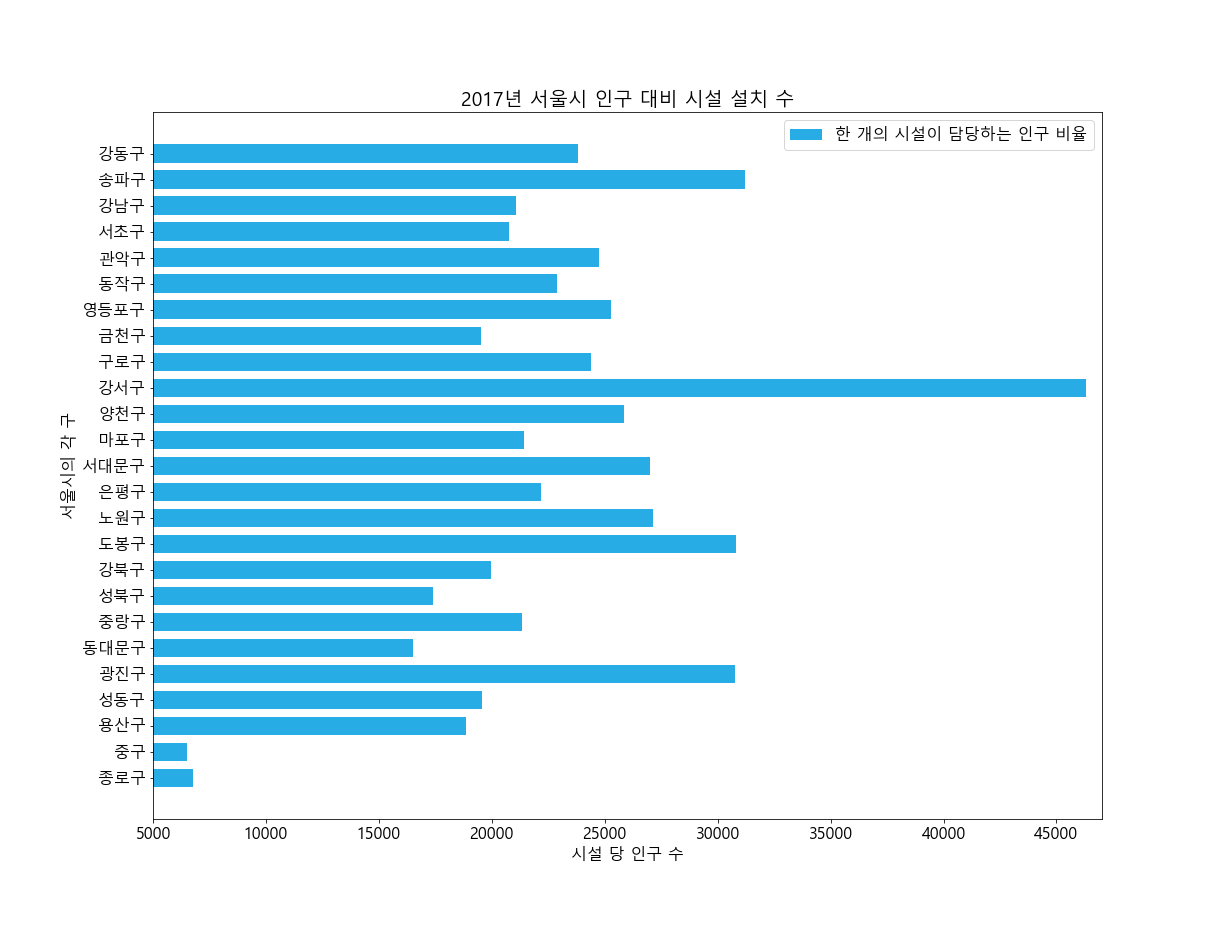 2017년 서울시 인구 대비 시설 설치 수
한 개의 시설이 담당하는 인구 비율
서울시의 각 구
강동구
송파구
강남구
서초구
관악구
동작구
영등포구
금천구
구로구
강서구
양천구
마포구
서대문구
은평구
노원구
도봉구
강북구
성북구
중랑구
동대문구
광진구
성동구
용산구
중구
종로구
5000 10000 15000 20000 25000 30000 35000 40000 45000
시설 당 인구 수